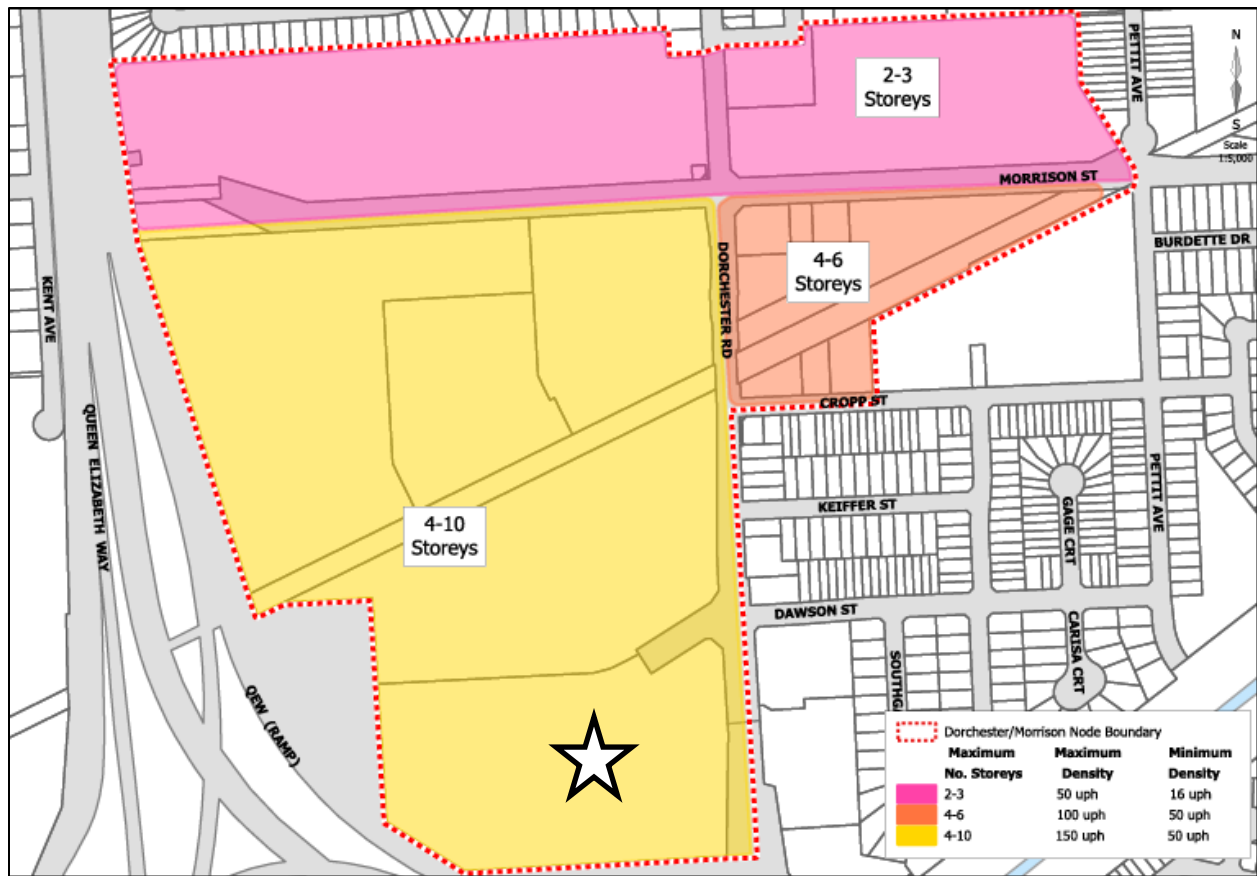 PETTIT AVE
N
S
Scale
1:5,000
2-3
Storeys
MORRISON ST
BURDETTE DR
4-6
Storeys
KENT AVE
DORCHESTER RD
CROPP ST
QUEEN ELIZABETH WAY
KEIFFER ST
GAGE CRT
PETTIT AVE
4-10
Storeys
DAWSON ST
CARISA CRT
QEW (RAMP)
Dorchester/Morrison Node Boundary
Maximum Maximum Minimum
No. Storeys Density Density
2-3 50 uph 16 uph
4-6 100 uph 50 uph
4-10 150 uph 50 uph